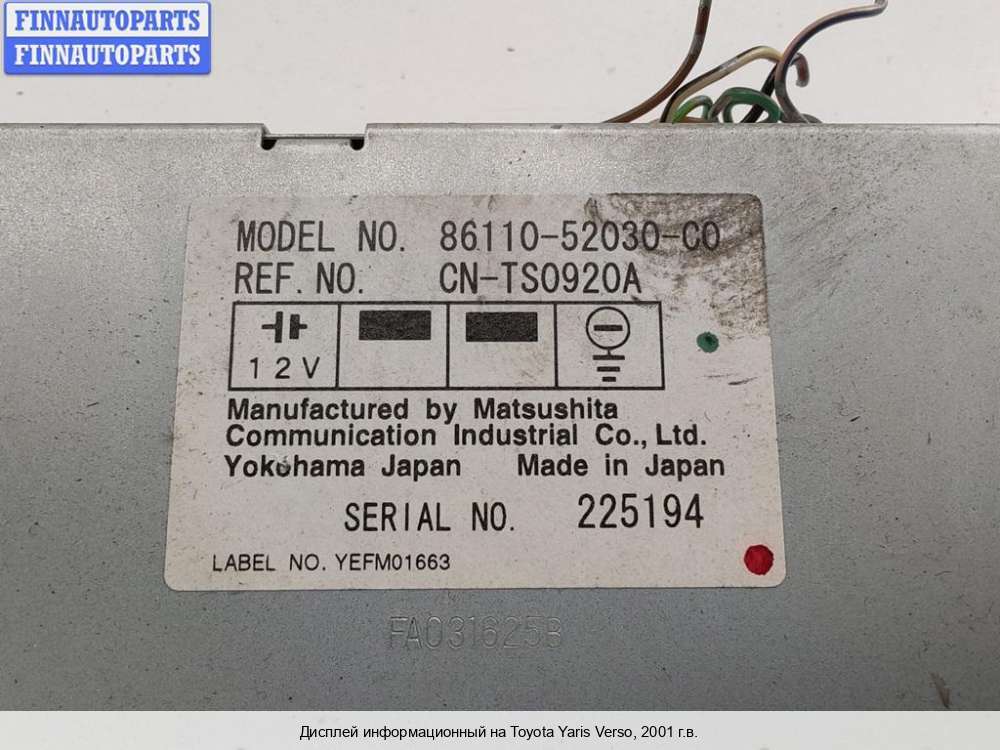 FINNAUTOPARTS
FINNAUTOPARTS
MODEL NO. 86110-52030-C0
REF. NO. CN-TS0920A
12V
Manufactured by Matsushita
Communication Industrial Co., Ltd.
Yokohama Japan Made in Japan
SERIAL NO. 225194
LABEL NO. YEFM01663
FA031625B
Дисплей информационный на Toyota Yaris Verso, 2001 г.в.